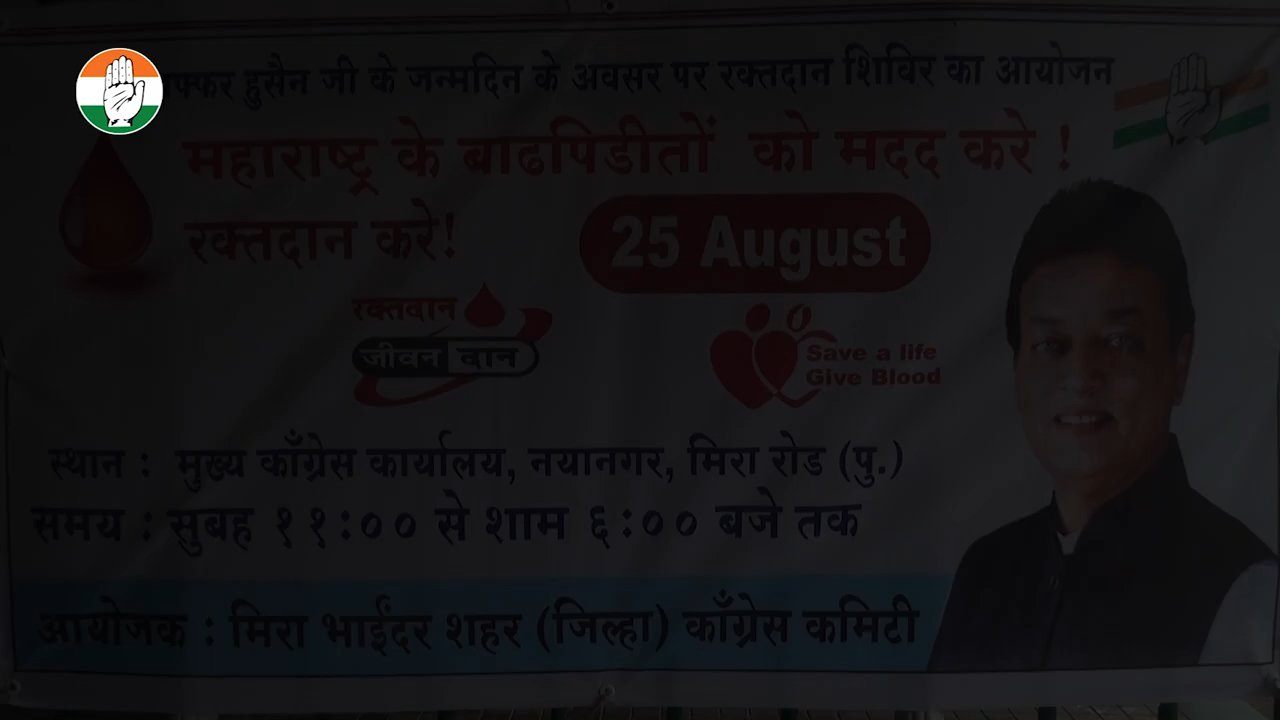 हुसैन जी के जन्मदिन के अवसर पर रक्तदान शिविर का आयोजन
महाराष्ट्र के बाढपिडीतों को मदद करे !
रक्तदान करे!
25 August
रक्तदान
जीवन दान
Save a life
Give Blood
स्थान : मुख्य काँग्रेस कार्यालय, नयानगर, मिरा रोड (पु.)
समय : सुबह ११:०० से शाम ६:०० बजे तक
आयोजक : मिरा भाईंदर शहर (जिल्हा) काँग्रेस कमिटी